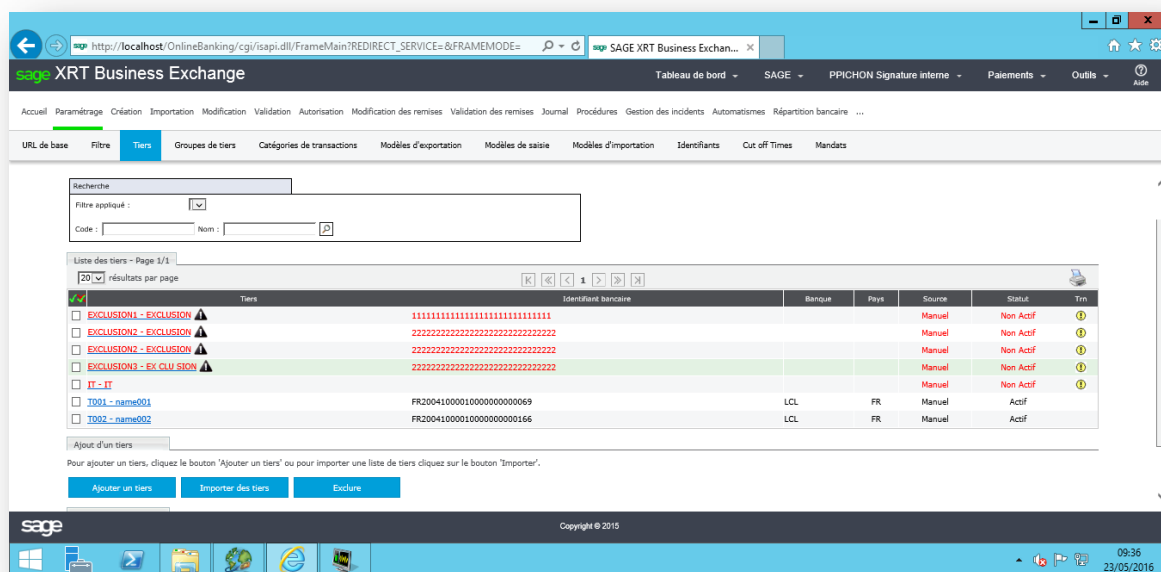 http://localhost/OnlineBanking/cgi/isapi.dll/FrameMain?REDIRECT_SERVICE=&FRAMEMODE=
SAGE XRT Business Exchan...
sage XRT Business Exchange
Tableau de bord
SAGE
PPICHON Signature interne
Paiements
Outils
Aide
Accueil Paramétrage Création Importation Modification Validation Autorisation Modification des remises Validation des remises Journal Procédures Gestion des incidents Automatismes Répartition bancaire ...
URL de base Filtre Tiers Groupes de tiers Catégories de transactions Modèles d'exportation Modèles de saisie Modèles d'importation Identifiants Cut off Times Mandats
Recherche
Filtre appliqué :
Code : Nom :
Liste des tiers - Page 1/1
20 résultats par page 1
Tiers Identifiant bancaire Banque Pays Source Statut Trn
EXCLUSION1 - EXCLUSION 111111111111111111111111111 Manuel Non Actif
EXCLUSION2 - EXCLUSION 222222222222222222222222222 Manuel Non Actif
EXCLUSION2 - EXCLUSION 222222222222222222222222222 Manuel Non Actif
EXCLUSION3 - EX CLU SION 222222222222222222222222222 Manuel Non Actif
IT - IT Manuel Non Actif
T001 - name001 FR2004100001000000000069 LCL FR Manuel Actif
T002 - name002 FR2004100001000000000166 LCL FR Manuel Actif
Ajout d'un tiers
Pour ajouter un tiers, cliquez le bouton 'Ajouter un tiers' ou pour importer une liste de tiers cliquez sur le bouton 'Importer'.
Ajouter un tiers Importer des tiers Exclure
sage Copyright © 2015
09:36
23/05/2016